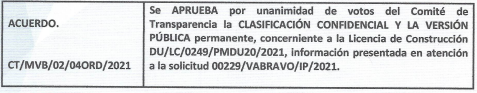 ACUERDO.
CT/MVB/02/04ORD/2021
Se APRUEBA por unanimidad de votos del Comité de
Transparencia la CLASIFICACIÓN CONFIDENCIAL Y LA VERSIÓN
PÚBLICA permanente, concerniente a la Licencia de Construcción
DU/LC/0249/PMDU20/2021, información presentada en atención
a la solicitud 00229/VABRAVO/IP/2021.